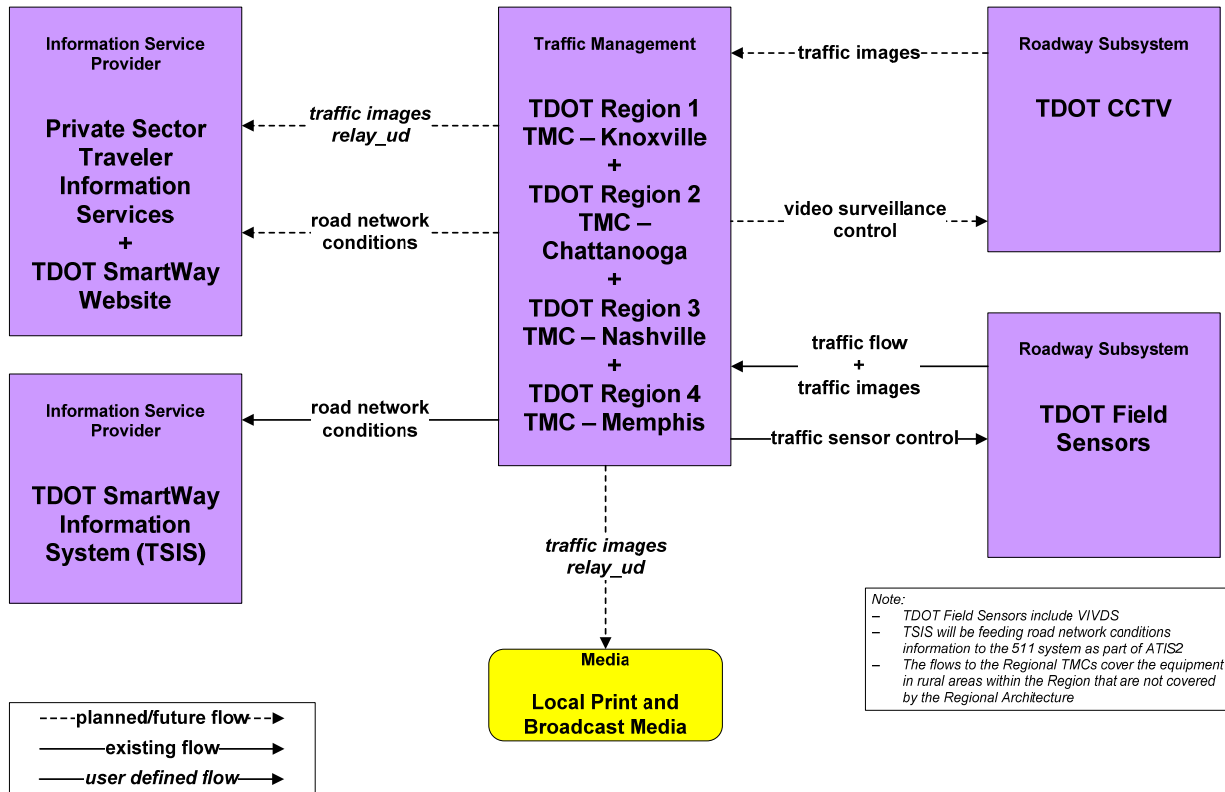 Information Service
Provider
Private Sector
Traveler
Information
Services
+
TDOT SmartWay
Website
traffic images
relay_ud
road network
conditions
Traffic Management
TDOT Region 1
TMC – Knoxville
+
TDOT Region 2
TMC –
Chattanooga
+
TDOT Region 3
TMC – Nashville
+
TDOT Region 4
TMC – Memphis
traffic images
video surveillance
control
Roadway Subsystem
TDOT CCTV
traffic flow
+
traffic images
traffic sensor control
Roadway Subsystem
TDOT Field
Sensors
Information Service
Provider
TDOT SmartWay
Information
System (TSIS)
road network
conditions
traffic images
relay_ud
Media
Local Print and
Broadcast Media
Note:
– TDOT Field Sensors include VIVDS
– TSIS will be feeding road network conditions
information to the 511 system as part of ATIS2
– The flows to the Regional TMCs cover the equipment
in rural areas within the Region that are not covered
by the Regional Architecture
planned/future flow
existing flow
user defined flow